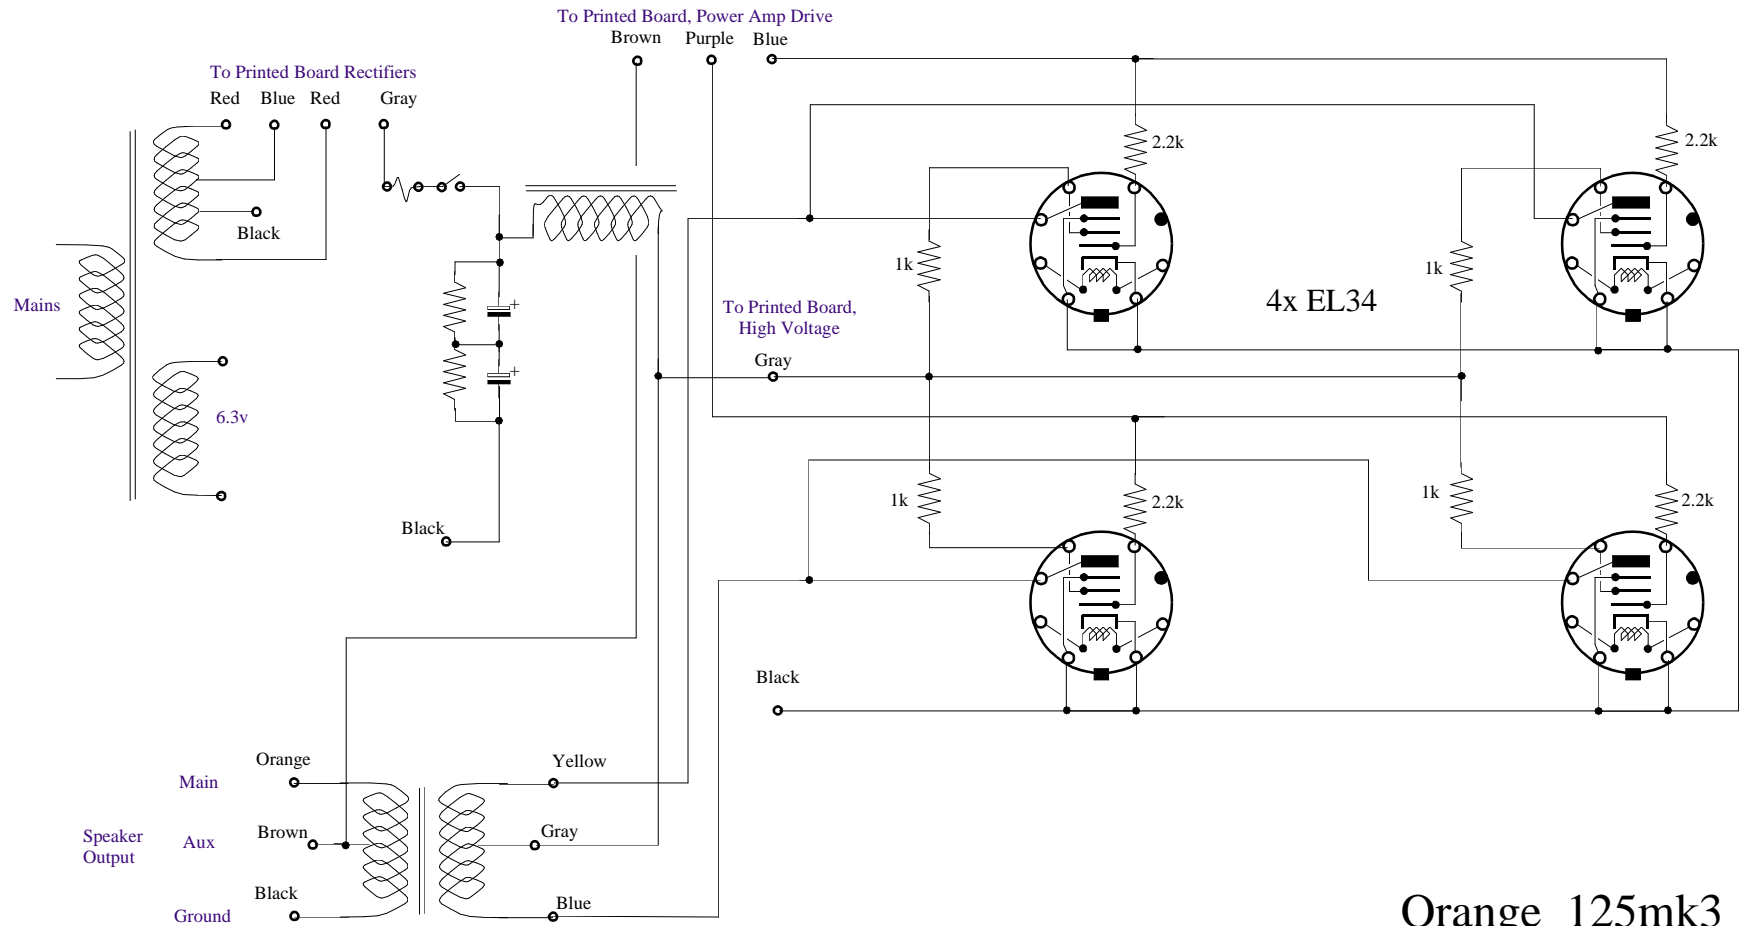 To Printed Board, Power Amp Drive
Brown Purple Blue
To Printed Board Rectifiers
Red Blue Red Gray
2.2k
2.2k
Black
1k
1k
Mains
4x EL34
To Printed Board,
High Voltage
Gray
+
+
6.3v
1k
1k
2.2k
2.2k
Black
Black
Orange
Yellow
Main
Speaker
Output
Aux
Brown
Gray
Black
Blue
Ground
Orange 125mk3